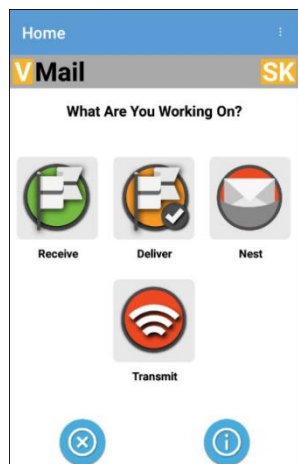 Home
VMail SK
What Are You Working On?
Receive Deliver Nest
Transmit